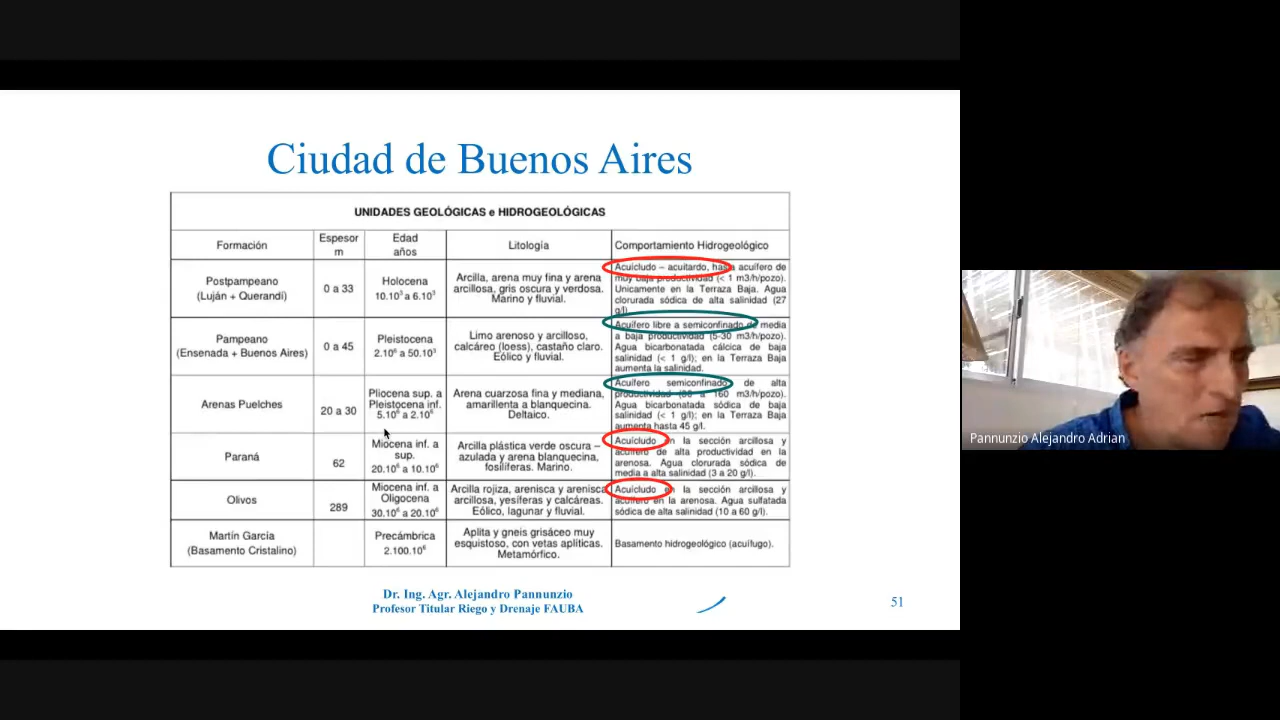 Ciudad de Buenos Aires
UNIDADES GEOLÓGICAS e HIDROGEOLÓGICAS
Formación
Espesor
m
Edad
años
Litología
Comportamiento Hidrogeológico
Postpampeano
(Luján + Querandí)
0 a 33
Holocena
10.10³ a 6.10³
Arcilla, arena muy fina y arena
arcillosa, gris oscura y verdosa.
Marino y fluvial.
Acuicludo – acuitardo, hasta acuífero de
muy baja productividad (< 1 m3/h/pozo).
Unicamente en la Terraza Baja. Agua
clorurada sódica de alta salinidad (27
g/l).
Pampeano
(Ensenada + Buenos Aires)
0 a 45
Pleistocena
2.10⁶ a 50.10³
Limo arenoso y arcilloso,
calcáreo (loess), castaño claro.
Eólico y fluvial.
Acuífero libre a semiconfinado de media
a baja productividad (5-30 m3/h/pozo).
Agua bicarbonatada cálcica de baja
salinidad (< 1 g/l); en la Terraza Baja
aumenta la salinidad.
Arenas Puelches
20 a 30
Pliocena sup. a
Pleistocena inf.
5.10⁶ a 2.10⁶
Arena cuarzosa fina y mediana,
amarillenta a blanquecina.
Deltaico.
Acuífero semiconfinado de alta
productividad a 160 m3/h/pozo).
Agua bicarbonatada sódica de baja
salinidad (< 1 g/l); en la Terraza Baja
aumenta hasta 45 g/l.
Paraná
62
Miocena inf. a
sup.
20.10⁶ a 10.10⁶
Arcilla plástica verde oscura –
azulada y arena blanquecina,
fosilíferas. Marino.
Acuicludo en la sección arcillosa y
acuífero de alta productividad en la
arenosa. Agua clorurada sódica de
media a alta salinidad (3 a 20 g/l).
Olivos
289
Miocena inf. a
Oligocena
30.10⁶ a 20.10⁶
Arcilla rojiza, arenisca y arenisca
arcillosa, yesíferas y calcáreas.
Eólico, lagunar y fluvial.
Acuicludo en la sección arcillosa y
acuífero en la arenosa. Agua sulfatada
sódica de alta salinidad (10 a 60 g/l).
Martín García
(Basamento Cristalino)
Precámbrica
2.100.10⁶
Aplita y gneis grisáceo muy
esquistoso, con vetas aplíticas.
Metamórfico.
Basamento hidrogeológico (acuífugo).
Dr. Ing. Agr. Alejandro Pannunzio
Profesor Titular Riego y Drenaje FAUBA
51
Pannunzio Alejandro Adrian